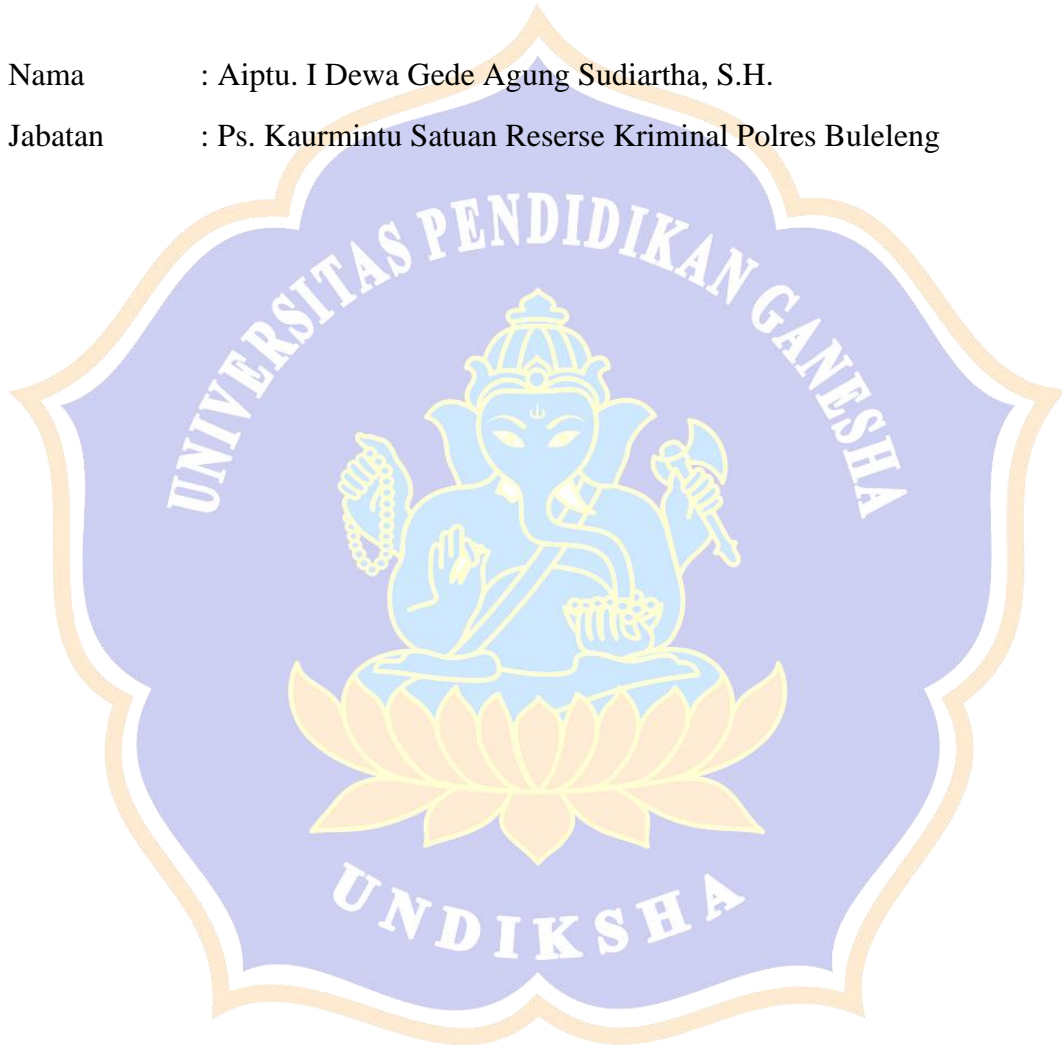 Nama : Aiptu. I Dewa Gede Agung Sudiartha, S.H.
Jabatan : Ps. Kaurmintu Satuan Reserse Kriminal Polres Buleleng
UNIVERSITAS PENDIDIKAN GANESHA
UNDIKSHA